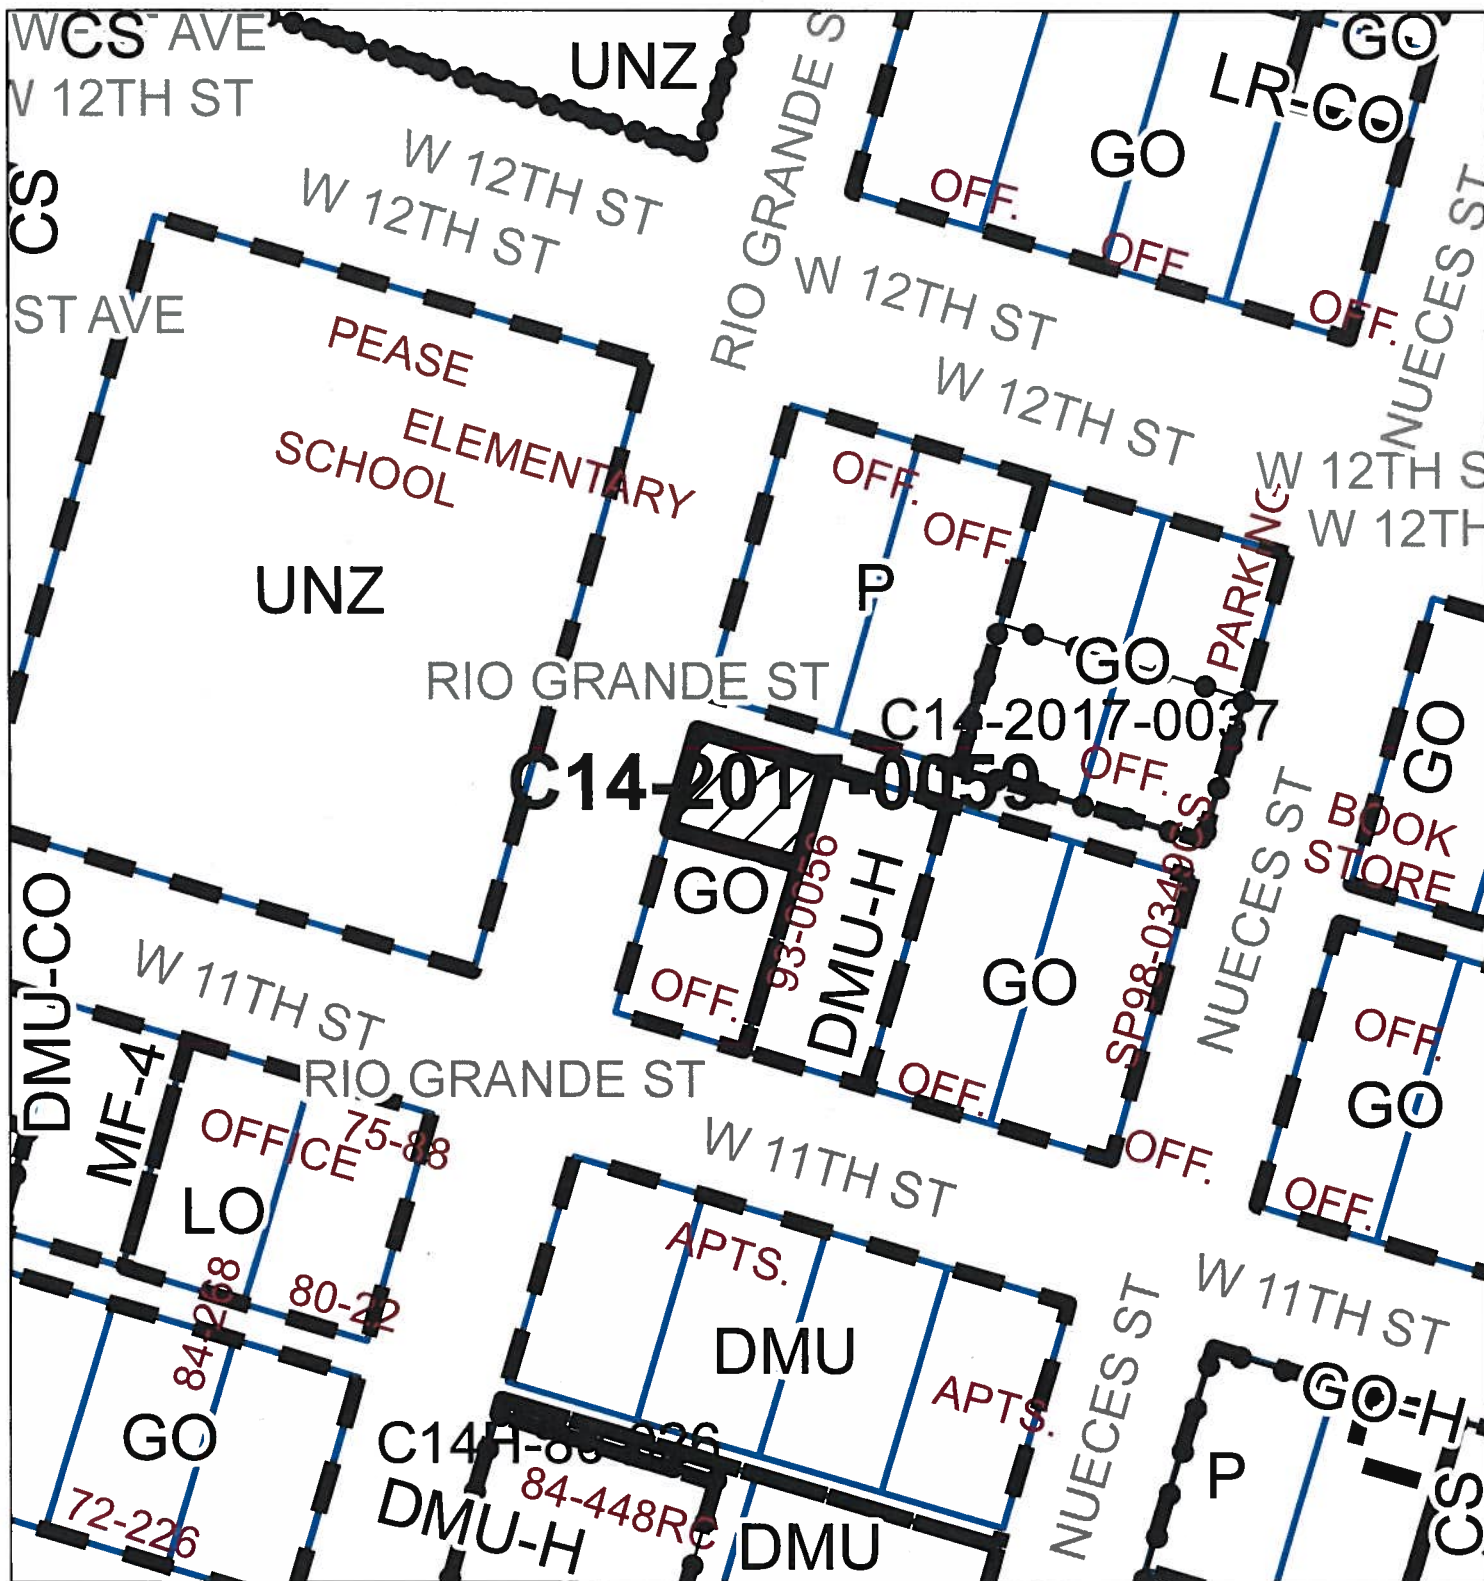 W
CS
AVE
W 12TH ST
UNZ
RIO GRANDE S
GO
LR-CO
GO
W 12TH ST
W 12TH ST
CS
OFF.
OFF.
OFF.
NUECES ST
W 12TH ST
ST AVE
PEASE
ELEMENTARY
SCHOOL
UNZ
W 12TH ST
OFF.
OFF.
P
PARKING
W 12TH S
W 12TH
GO
RIO GRANDE ST
C14-2017-0037
OFF.
GO
BOOK
STORE
C14-2017-0059
GO
93-0056
DMU-H
OFF.
GO
SP98-0349CS
NUECES ST
OFF.
OFF.
DMU-CO
W 11TH ST
MF-4
RIO GRANDE ST
OFFICE
75-88
LO
80-22
84-268
W 11TH ST
OFF.
GO
OFF.
APTS.
DMU
APTS.
NUECES ST
W 11TH ST
GO
72-226
DMU-H
84-448RC
DMU
GO-H
P
CS